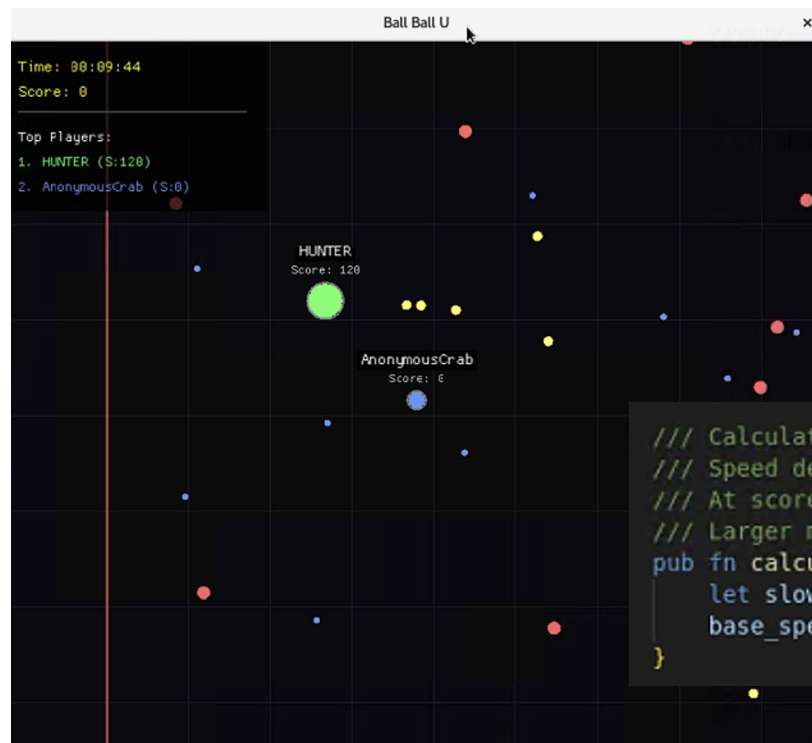 Ball Ball U
Time: 00:09:44
Score: 0
Top Players:
1. HUNTER (S:120)
2. AnonymousCrab (S:0)
HUNTER
Score: 120
AnonymousCrab
Score: 0
/// Calculat
/// Speed de
/// At score
/// Larger m
pub fn calcu
let slow
base_spe
}